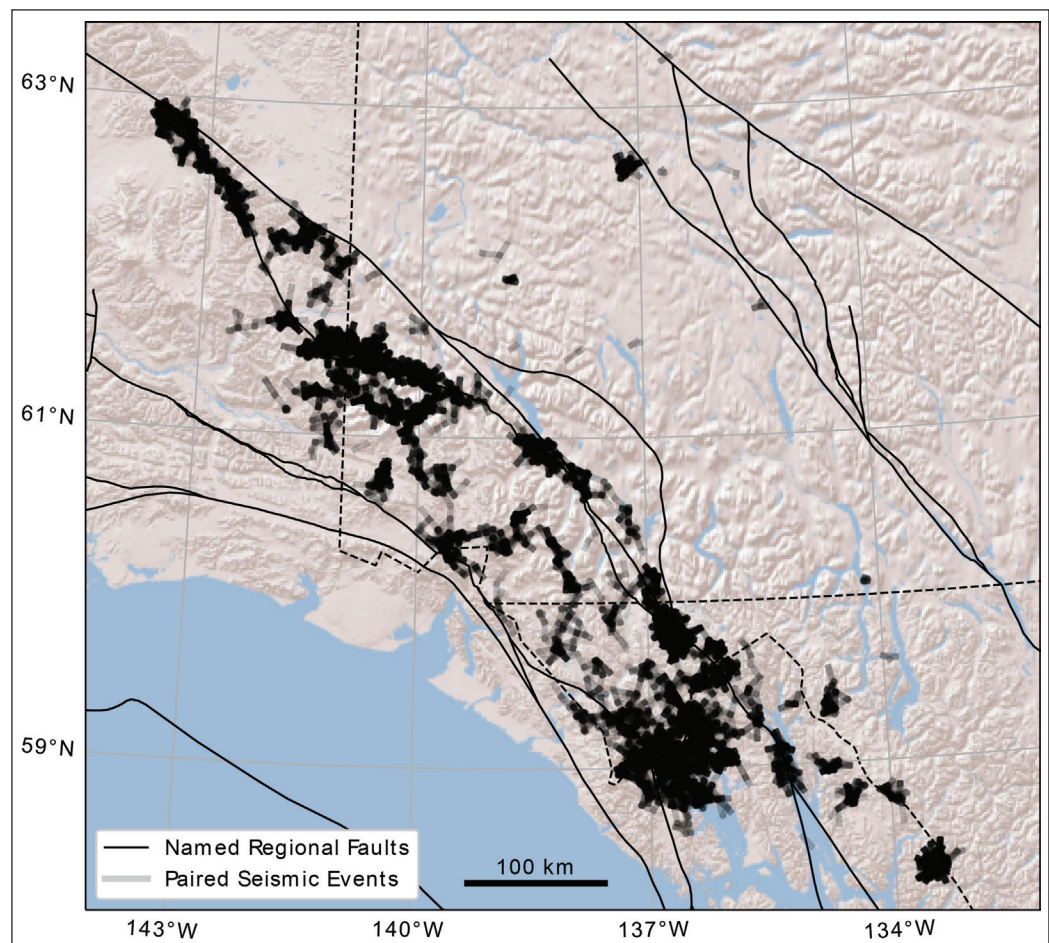 63°N
61°N
59°N
Named Regional Faults
Paired Seismic Events
100 km
143°W
140°W
137°W
134°W